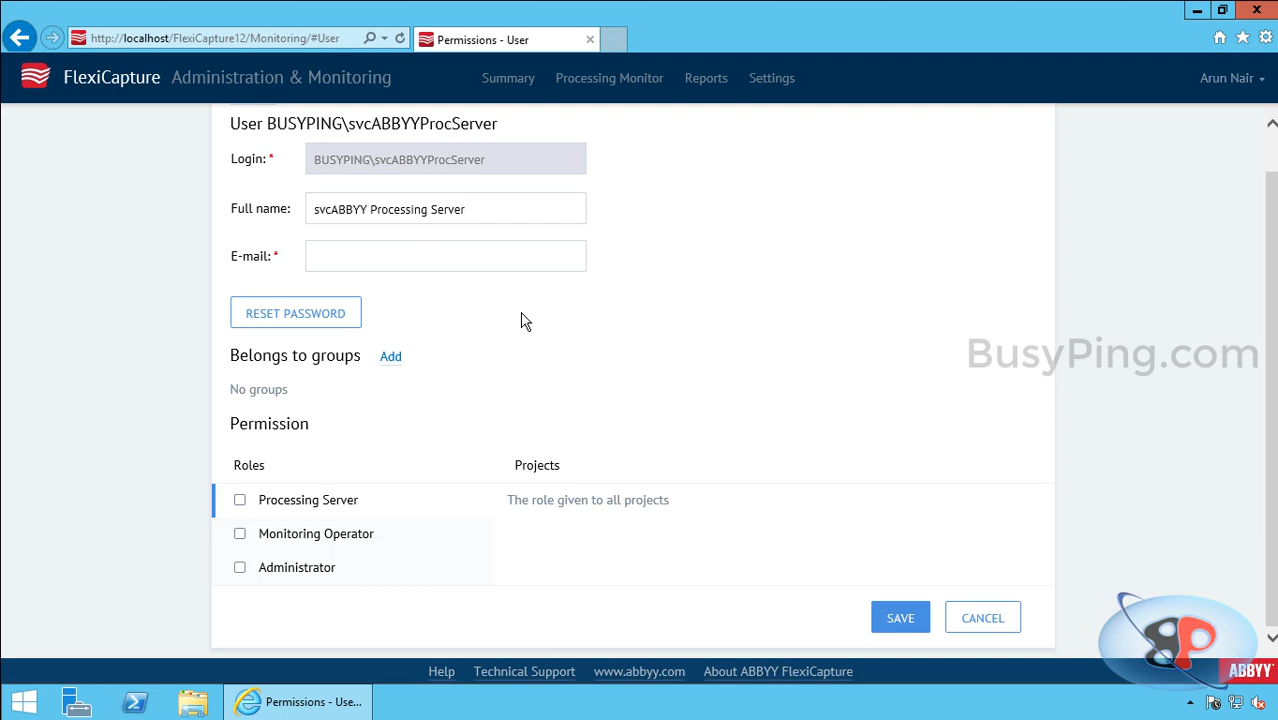 http://localhost/FlexiCapture12/Monitoring/#User
Permissions - User
FlexiCapture Administration & Monitoring
Summary
Processing Monitor
Reports
Settings
Arun Nair
User BUSYPING\svcABBYYProcServer
Login: *
BUSYPING\svcABBYYProcServer
Full name:
svcABBYY Processing Server
E-mail: *
RESET PASSWORD
BusyPing.com
Belongs to groups
Add
No groups
Permission
Roles
Projects
Processing Server
The role given to all projects
Monitoring Operator
Administrator
SAVE
CANCEL
Help
Technical Support
www.abbyy.com
About ABBYY FlexiCapture
ABBYY
Permissions - Use...